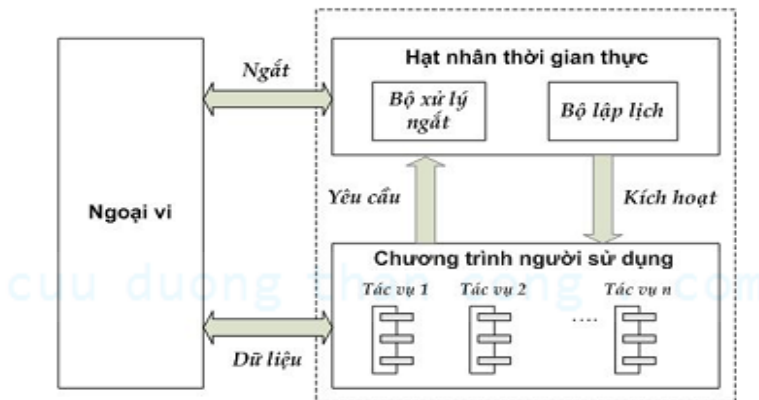 Ngoại vi
Ngắt
Hạt nhân thời gian thực
Bộ xử lý
ngắt
Bộ lập lịch
Yêu cầu
Kích hoạt
Chương trình người sử dụng
Tác vụ 1
Tác vụ 2
....
Tác vụ n
Dữ liệu
cuu duong than cong . com